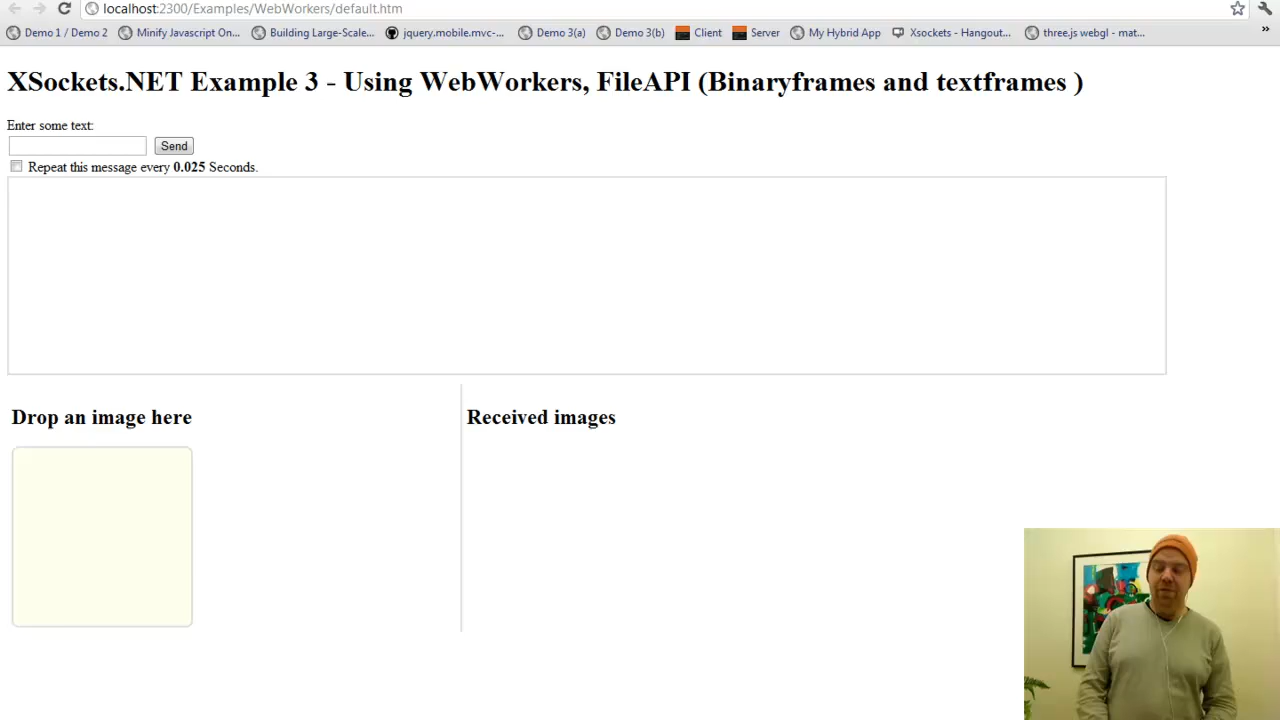 localhost:2300/Examples/WebWorkers/default.htm
Demo 1 / Demo 2 Minify Javascript On... Building Large-Scale... jquery.mobile.mvc-... Demo 3(a) Demo 3(b) Client Server My Hybrid App Xsockets - Hangout... three.js webgl - mat... »
XSockets.NET Example 3 - Using WebWorkers, FileAPI (Binaryframes and textframes )
Enter some text:
Send
Repeat this message every 0.025 Seconds.
Drop an image here
Received images